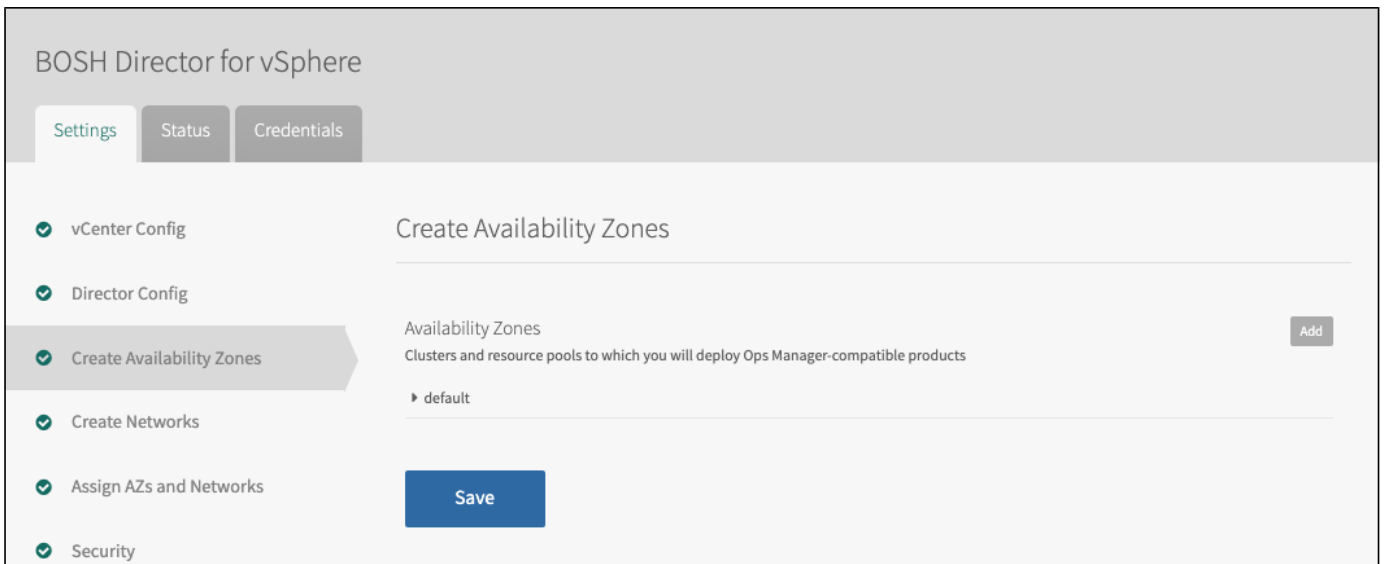 BOSH Director for vSphere
Settings
Status
Credentials
vCenter Config
Director Config
Create Availability Zones
Create Networks
Assign AZs and Networks
Security
Create Availability Zones
Availability Zones
Add
Clusters and resource pools to which you will deploy Ops Manager-compatible products
default
Save